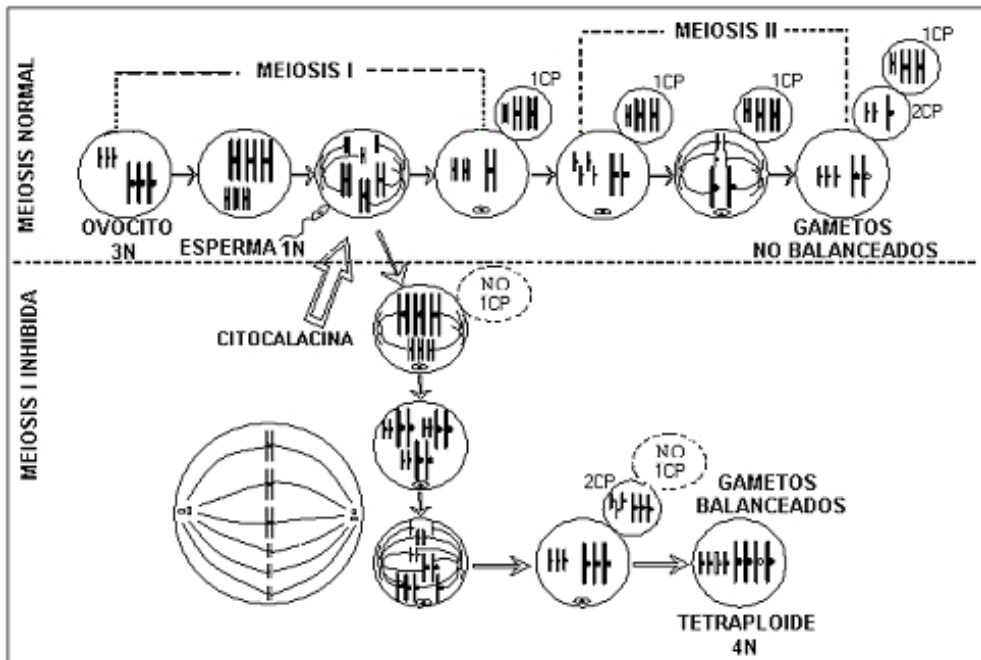 MEIOSIS NORMAL
MEIOSIS I
MEIOSIS II
1CP
1CP
1CP
1CP
2CP
OVOCITO
3N
ESPERMA 1N
GAMETOS
NO BALANCEADOS
MEIOSIS I INHIBIDA
CITOCALACINA
NO
1CP
2CP
NO
1CP
GAMETOS
BALANCEADOS
TETRAPLOIDE
4N